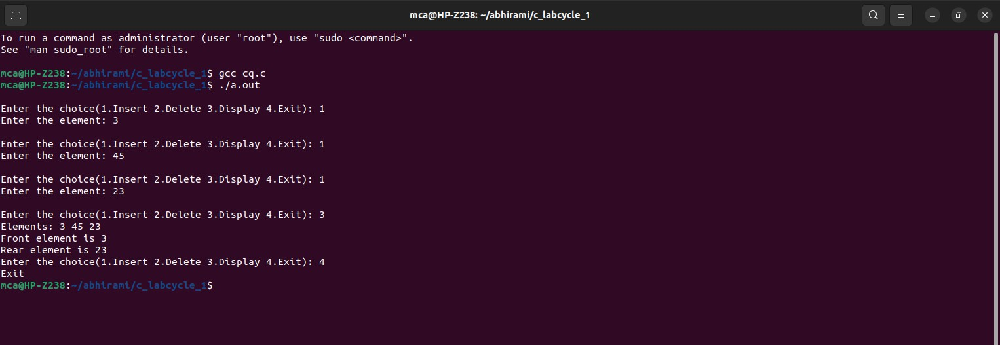 mca@HP-Z238: ~/abhirami/c_labcycle_1
To run a command as administrator (user "root"), use "sudo <command>".
See "man sudo_root" for details.
mca@HP-Z238:~/abhirami/c_labcycle_1$ gcc cq.c
mca@HP-Z238:~/abhirami/c_labcycle_1$ ./a.out
Enter the choice(1.Insert 2.Delete 3.Display 4.Exit): 1
Enter the element: 3
Enter the choice(1.Insert 2.Delete 3.Display 4.Exit): 1
Enter the element: 45
Enter the choice(1.Insert 2.Delete 3.Display 4.Exit): 1
Enter the element: 23
Enter the choice(1.Insert 2.Delete 3.Display 4.Exit): 3
Elements: 3 45 23
Front element is 3
Rear element is 23
Enter the choice(1.Insert 2.Delete 3.Display 4.Exit): 4
Exit
mca@HP-Z238:~/abhirami/c_labcycle_1$